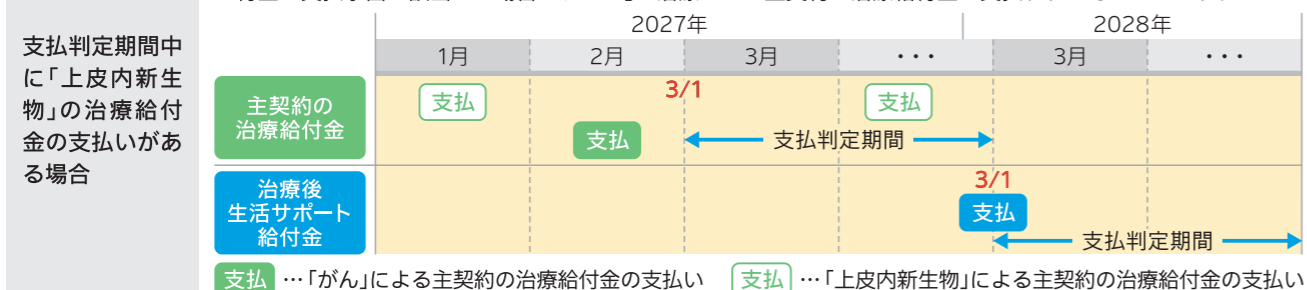 2027年
2028年
1月
2月
3月
・・・
3月
・・・
支払判定期間中
に「上皮内新生
物」の治療給付
金の支払いがあ
る場合
主契約の
治療給付金
支払
3/1
支払
支払
支払判定期間
治療後
生活サポート
給付金
3/1
支払
支払判定期間
支払 …「がん」による主契約の治療給付金の支払い
支払 …「上皮内新生物」による主契約の治療給付金の支払い